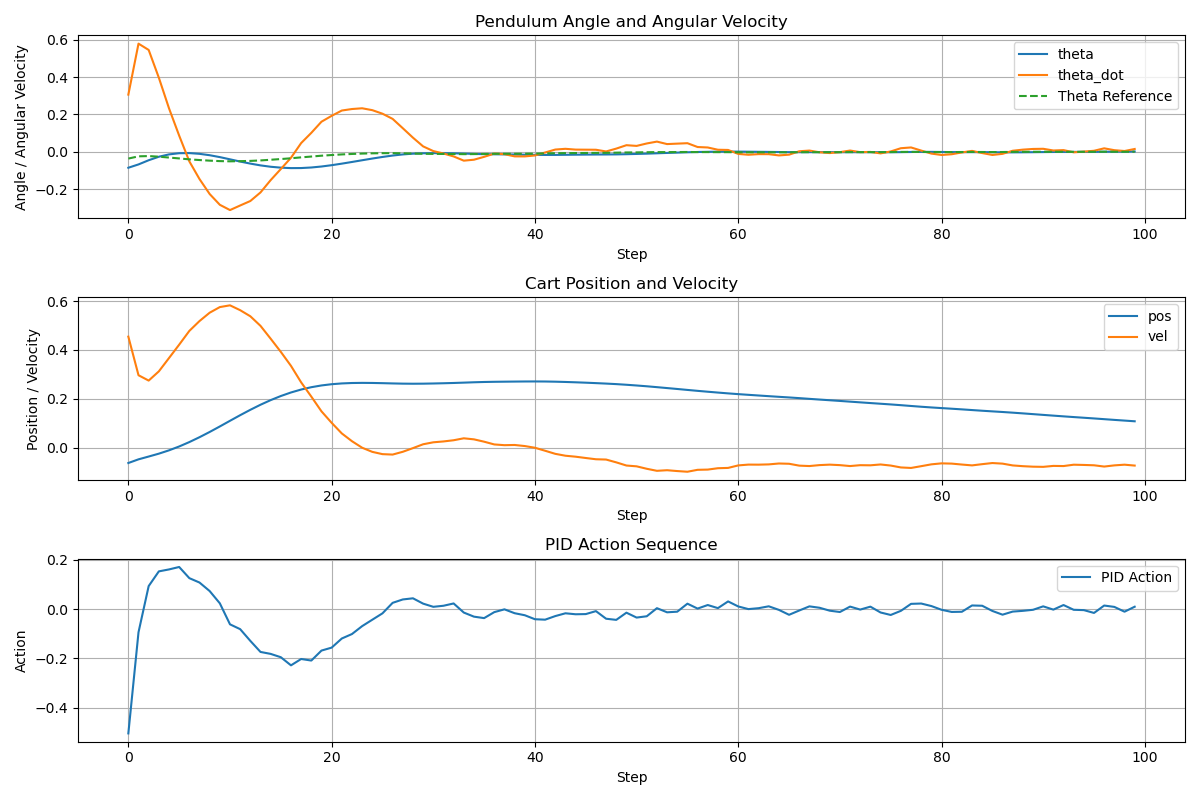 Pendulum Angle and Angular Velocity
Angle / Angular Velocity
0.6
0.4
0.2
0.0
−0.2
theta
theta_dot
Theta Reference
0 20 40 60 80 100
Step
Cart Position and Velocity
Position / Velocity
0.6
0.4
0.2
0.0
pos
vel
0 20 40 60 80 100
Step
PID Action Sequence
Action
0.2
0.0
−0.2
−0.4
PID Action
0 20 40 60 80 100
Step